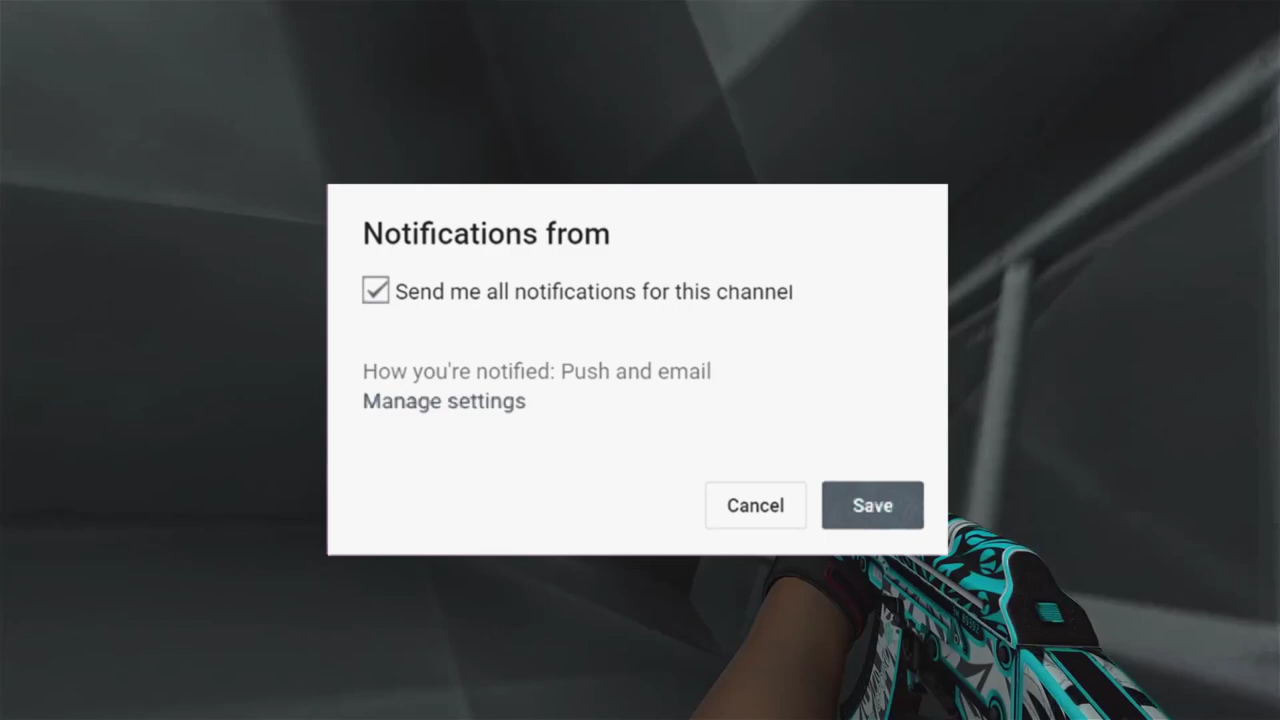 Notifications from
Send me all notifications for this channel
How you're notified: Push and email
Manage settings
Cancel
Save